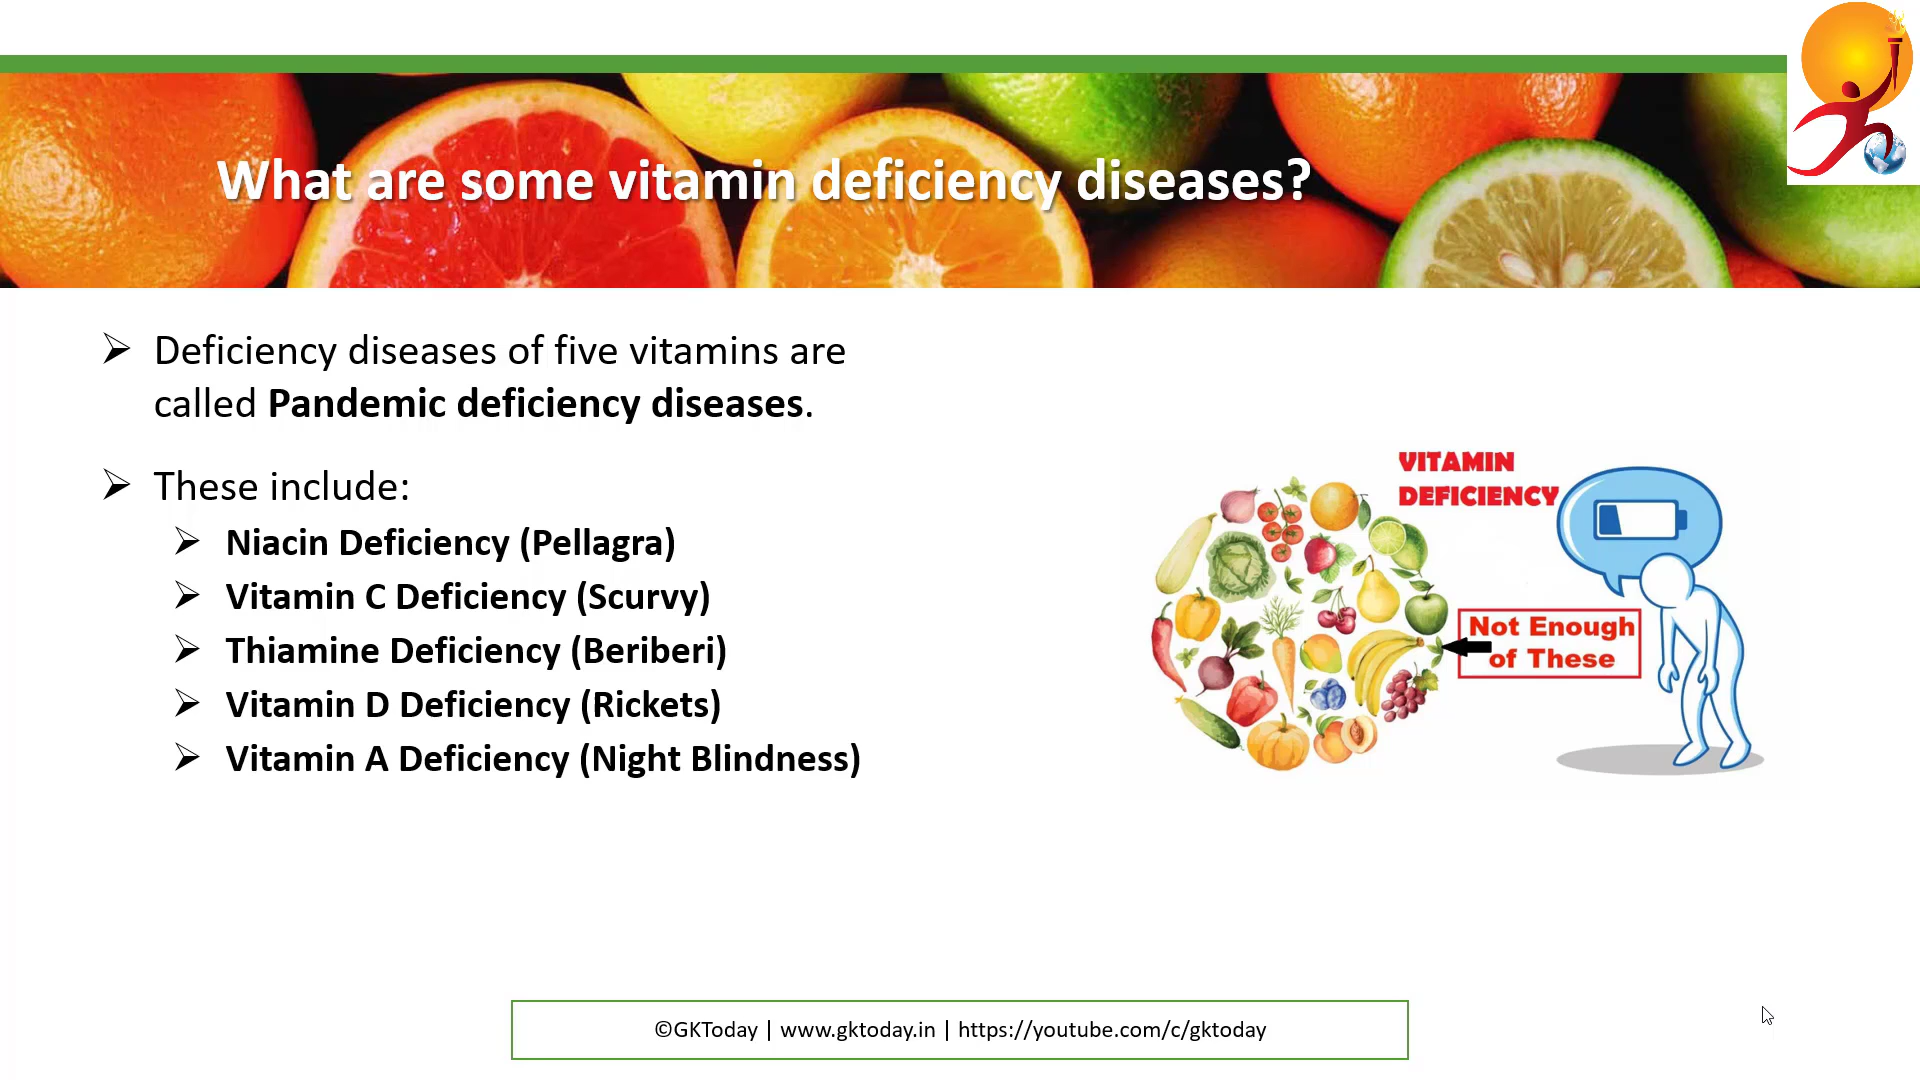 What are some vitamin deficiency diseases?
➢ Deficiency diseases of five vitamins are
called Pandemic deficiency diseases.
➢ These include:
➢ Niacin Deficiency (Pellagra)
➢ Vitamin C Deficiency (Scurvy)
➢ Thiamine Deficiency (Beriberi)
➢ Vitamin D Deficiency (Rickets)
➢ Vitamin A Deficiency (Night Blindness)
VITAMIN
DEFICIENCY
Not Enough
of These
©GKToday | www.gktoday.in | https://youtube.com/c/gktoday